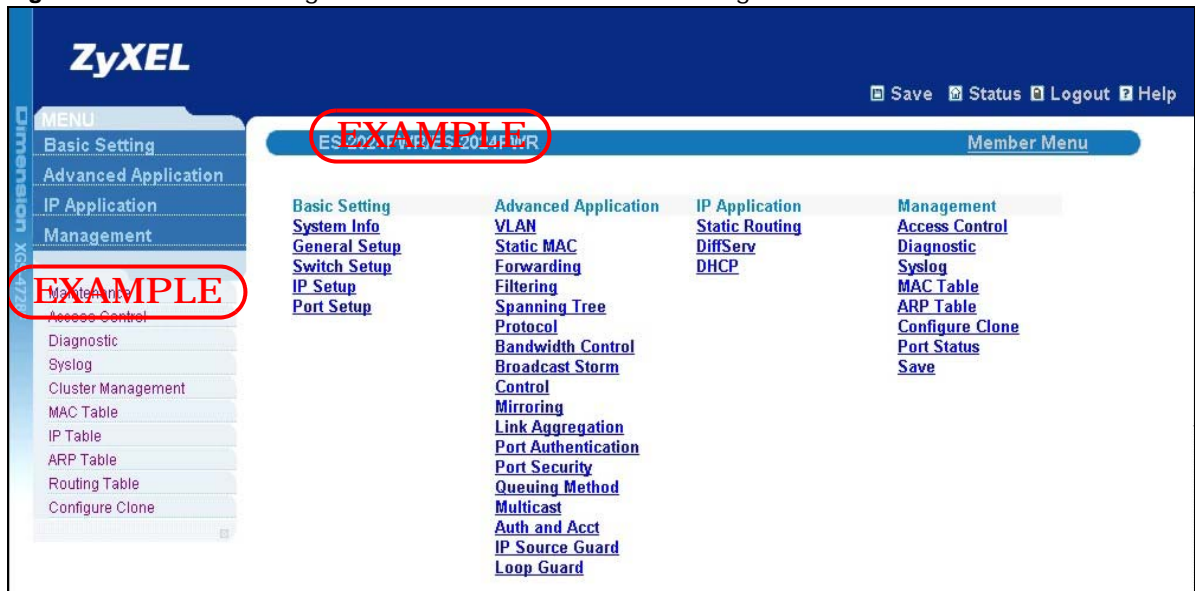 ZyXEL
Save Status Logout Help
Dimension
MENU
Basic Setting
Advanced Application
IP Application
Management
EXAMPLE
Maintenance
Access Control
Diagnostic
Syslog
Cluster Management
MAC Table
IP Table
ARP Table
Routing Table
Configure Clone
EXAMPLE
Member Menu
Basic Setting
System Info
General Setup
Switch Setup
IP Setup
Port Setup
Advanced Application
VLAN
Static MAC
Forwarding
Filtering
Spanning Tree
Protocol
Bandwidth Control
Broadcast Storm
Control
Mirroring
Link Aggregation
Port Authentication
Port Security
Queuing Method
Multicast
Auth and Acct
IP Source Guard
Loop Guard
IP Application
Static Routing
DiffServ
DHCP
Management
Access Control
Diagnostic
Syslog
MAC Table
ARP Table
Configure Clone
Port Status
Save